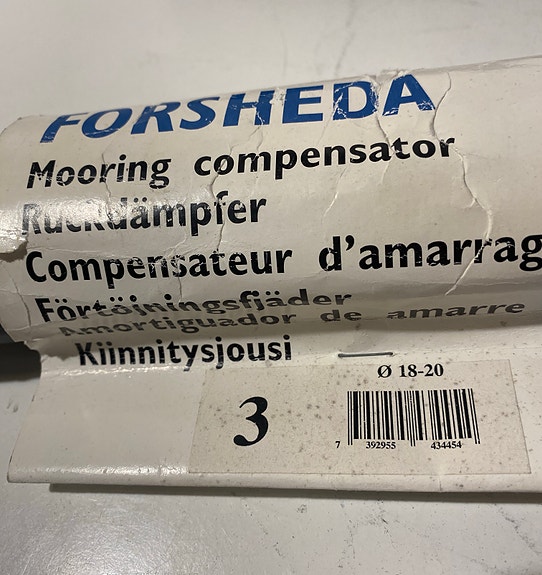 FORSHEDA
Mooring compensator
Ruckdämpfer
Compensateur d'amarrag
Förtöjningsfjäder
Amortiguador de amarre
Kiinnitysjousi
Ø 18-20
3
7 392955 434454